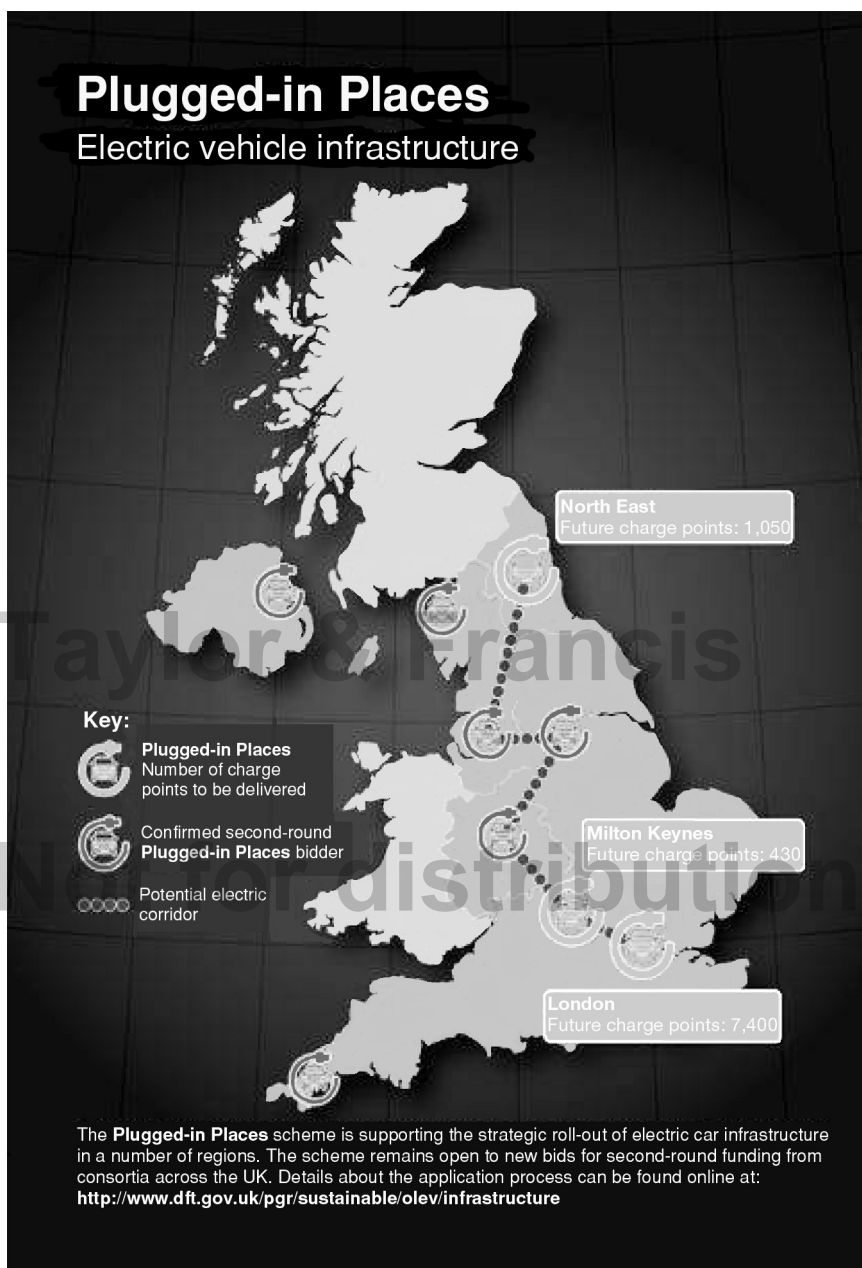 Plugged-in Places
Electric vehicle infrastructure
North East
Future charge points: 1,050
Taylor & Francis
Key:
Plugged-in Places
Number of charge
points to be delivered
Confirmed second-round
Plugged-in Places bidder
Milton Keynes
Future charge points: 430
Not for distribution
Potential electric
corridor
London
Future charge points: 7,400
The Plugged-in Places scheme is supporting the strategic roll-out of electric car infrastructure
in a number of regions. The scheme remains open to new bids for second-round funding from
consortia across the UK. Details about the application process can be found online at:
http://www.dft.gov.uk/pgr/sustainable/olev/infrastructure